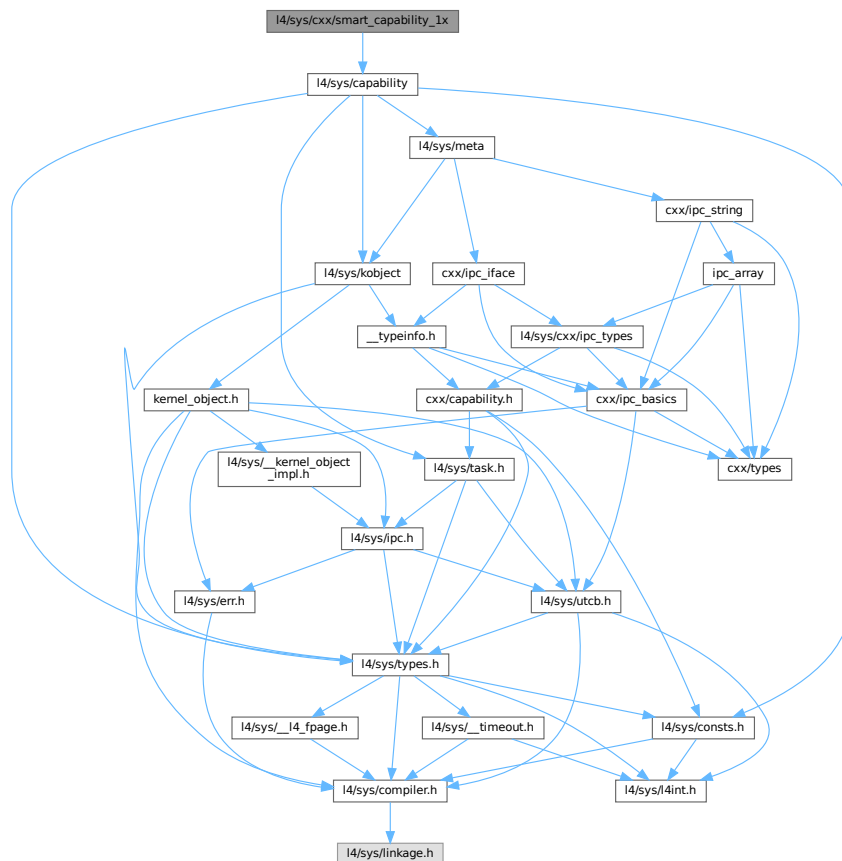 l4/sys/cxx/smart_capability_1x
l4/sys/capability
l4/sys/meta
cxx/ipc_string
l4/sys/kobject
cxx/ipc_iface
ipc_array
__typeinfo.h
l4/sys/cxx/ipc_types
kernel_object.h
cxx/capability.h
cxx/ipc_basics
l4/sys/__kernel_object
_impl.h
l4/sys/task.h
cxx/types
l4/sys/ipc.h
l4/sys/err.h
l4/sys/utcb.h
l4/sys/types.h
l4/sys/__l4_fpage.h
l4/sys/__timeout.h
l4/sys/consts.h
l4/sys/compiler.h
l4/sys/l4int.h
l4/sys/linkage.h